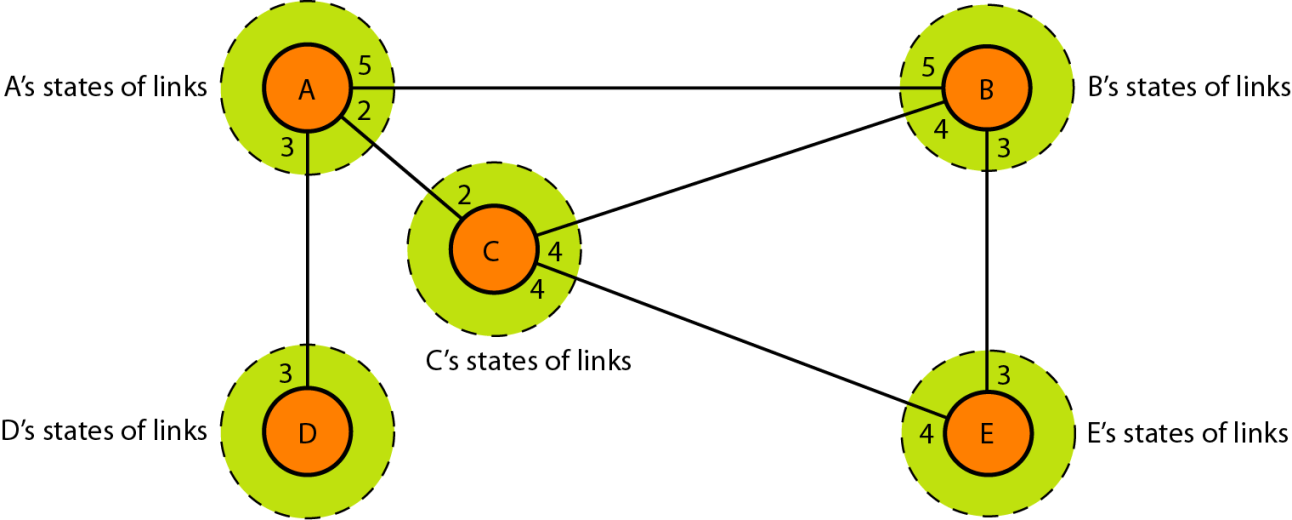 A's states of links
A
5
2
3
5
4
3
B
B's states of links
2
C
4
4
C's states of links
D's states of links
3
D
3
4
E
E's states of links